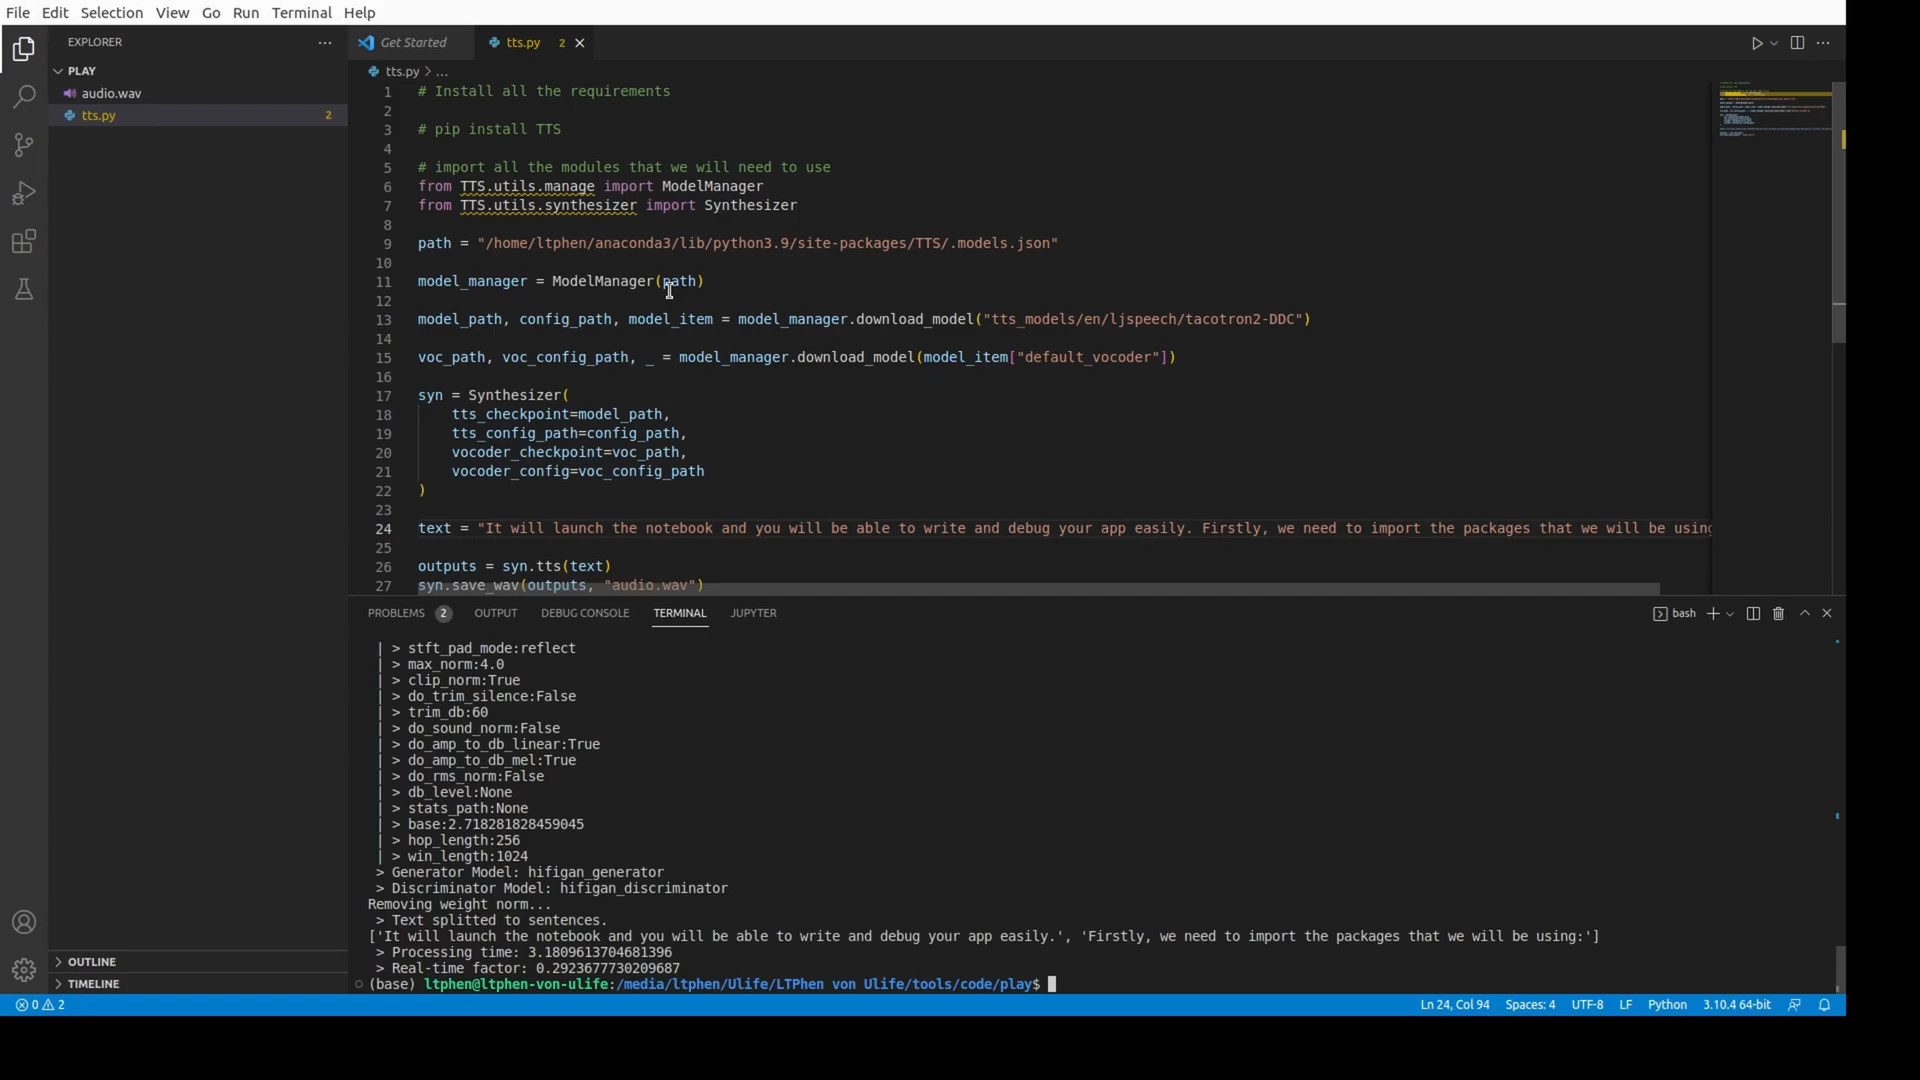 File Edit Selection View Go Run Terminal Help
EXPLORER
PLAY
audio.wav
tts.py 2
OUTLINE
TIMELINE
Get Started
tts.py 2
tts.py > ...
1 # Install all the requirements
2
3 # pip install TTS
4
5 # import all the modules that we will need to use
6 from TTS.utils.manage import ModelManager
7 from TTS.utils.synthesizer import Synthesizer
8
9 path = "/home/ltphen/anaconda3/lib/python3.9/site-packages/TTS/.models.json"
10
11 model_manager = ModelManager(path)
12
13 model_path, config_path, model_item = model_manager.download_model("tts_models/en/ljspeech/tacotron2-DDC")
14
15 voc_path, voc_config_path, _ = model_manager.download_model(model_item["default_vocoder"])
16
17 syn = Synthesizer(
18 tts_checkpoint=model_path,
19 tts_config_path=config_path,
20 vocoder_checkpoint=voc_path,
21 vocoder_config=voc_config_path
22 )
23
24 text = "It will launch the notebook and you will be able to write and debug your app easily. Firstly, we need to import the packages that we will be using
25
26 outputs = syn.tts(text)
27 syn.save_wav(outputs, "audio.wav")
PROBLEMS 2 OUTPUT DEBUG CONSOLE TERMINAL JUPYTER
bash
| > stft_pad_mode:reflect
| > max_norm:4.0
| > clip_norm:True
| > do_trim_silence:False
| > trim_db:60
| > do_sound_norm:False
| > do_amp_to_db_linear:True
| > do_amp_to_db_mel:True
| > do_rms_norm:False
| > db_level:None
| > stats_path:None
| > base:2.718281828459045
| > hop_length:256
| > win_length:1024
> Generator Model: hifigan_generator
> Discriminator Model: hifigan_discriminator
Removing weight norm...
> Text splitted to sentences.
['It will launch the notebook and you will be able to write and debug your app easily.', 'Firstly, we need to import the packages that we will be using:']
> Processing time: 3.1809613704681396
> Real-time factor: 0.2923677730209687
(base) ltphen@ltphen-von-ulife:/media/ltphen/Ulife/LTPhen von Ulife/tools/code/play$
0 2
Ln 24, Col 94 Spaces: 4 UTF-8 LF Python 3.10.4 64-bit